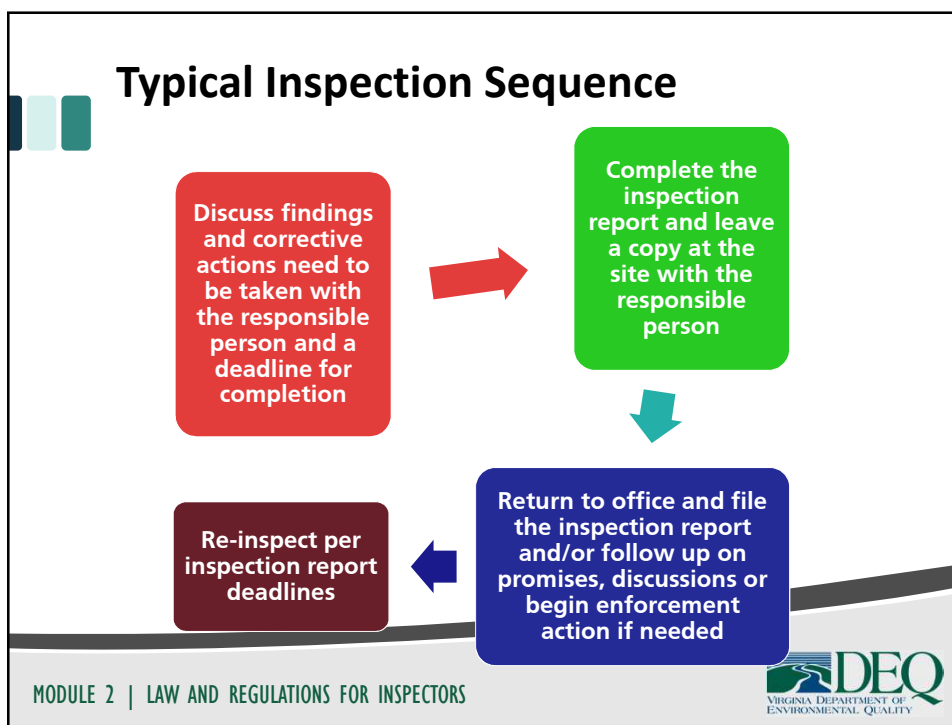 Typical Inspection Sequence
Discuss findings
and corrective
actions need to
be taken with
the responsible
person and a
deadline for
completion
Complete the
inspection
report and leave
a copy at the
site with the
responsible
person
Return to office and file
the inspection report
and/or follow up on
promises, discussions or
begin enforcement
action if needed
Re-inspect per
inspection report
deadlines
MODULE 2 | LAW AND REGULATIONS FOR INSPECTORS
DEQ
VIRGINIA DEPARTMENT OF
ENVIRONMENTAL QUALITY